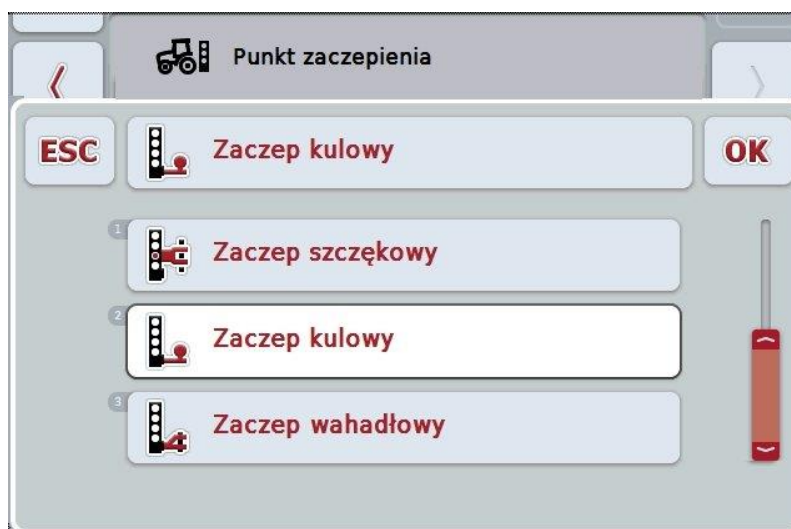 Punkt zaczepienia
ESC
Zaczep kulowy
OK
1
Zaczep szczękowy
2
Zaczep kulowy
3
Zaczep wahadłowy